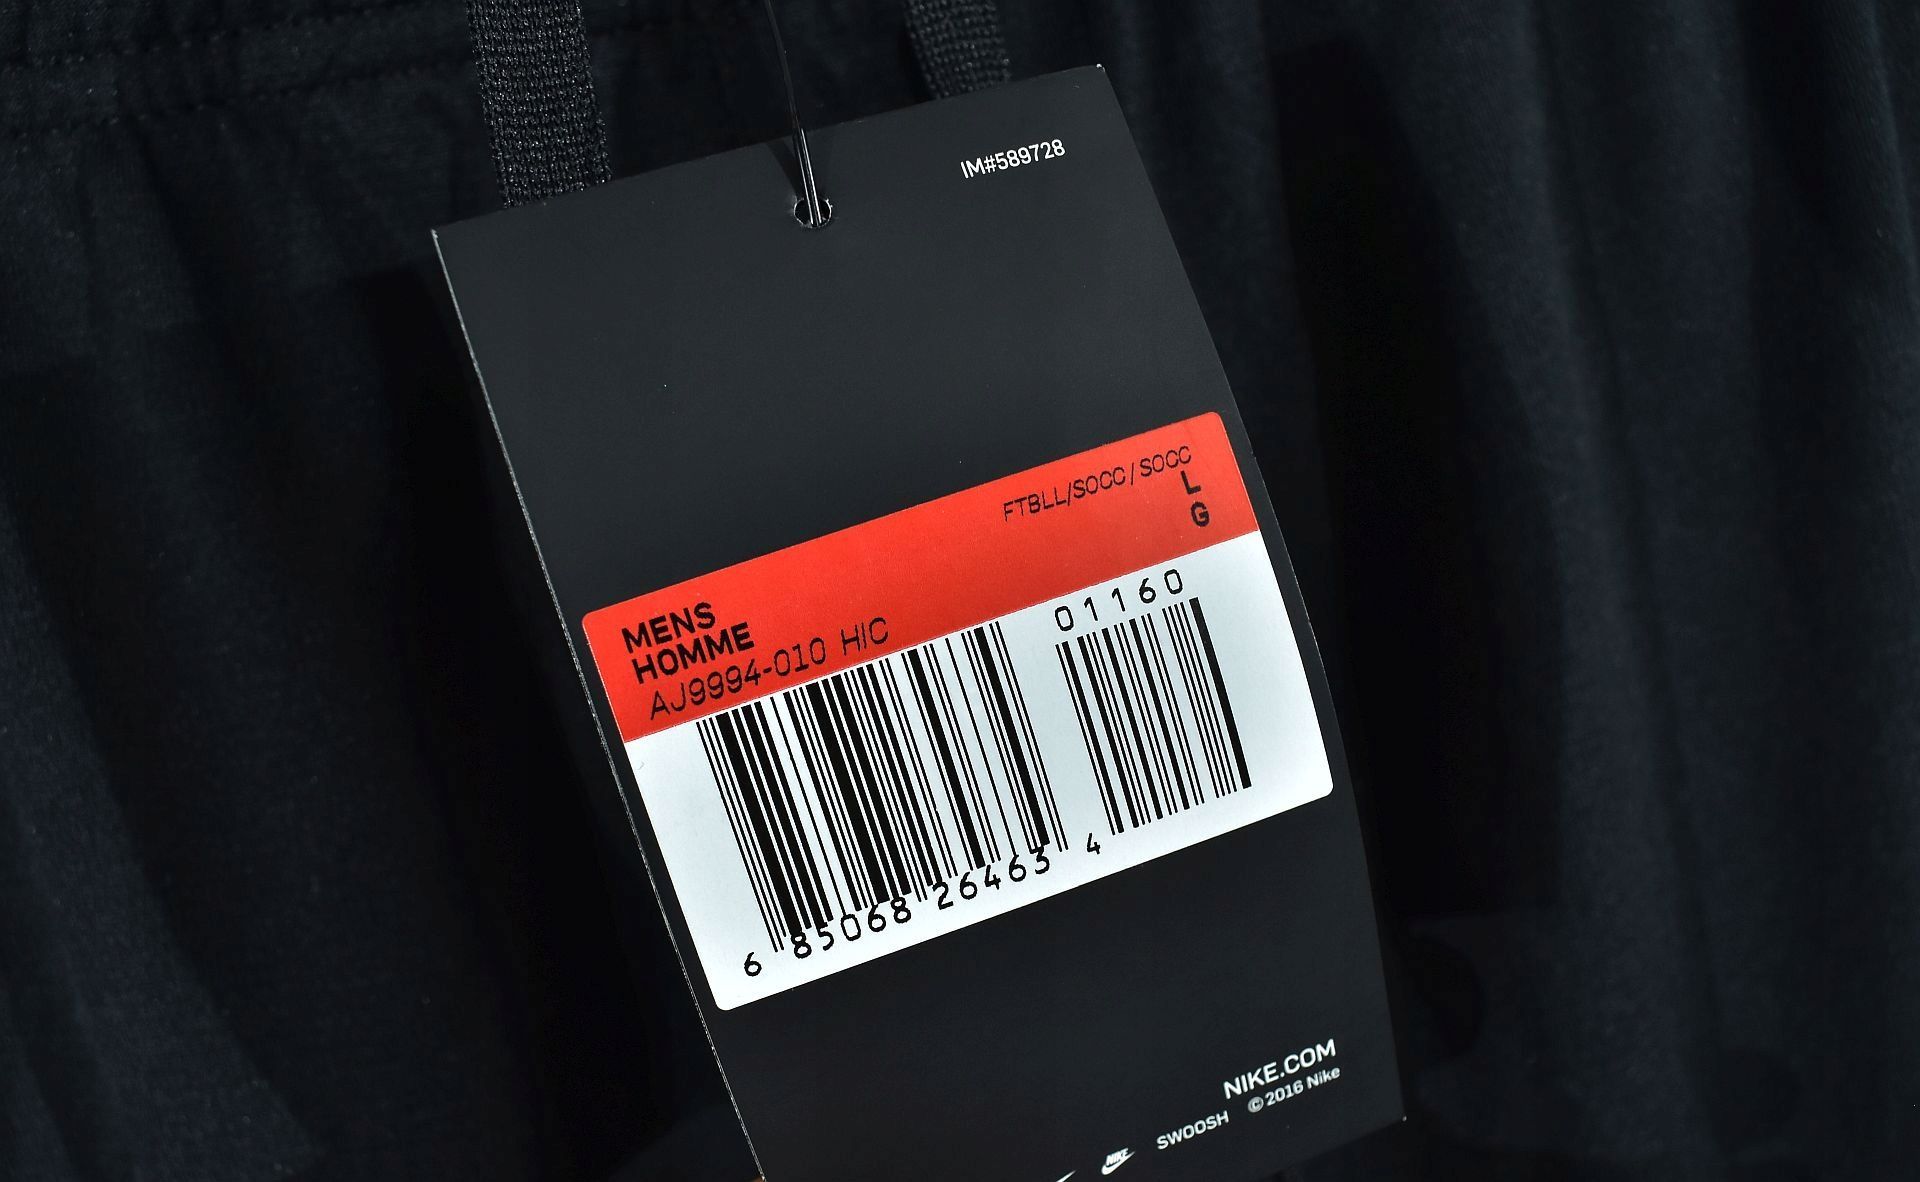 IM#589728
FTBLL/SOCC/SOCC
L
G
MENS
HOMME
AJ9994-010 HIC
01160
6 85068 26463 4
NIKE.COM
©2016 Nike
NIKE SWOOSH